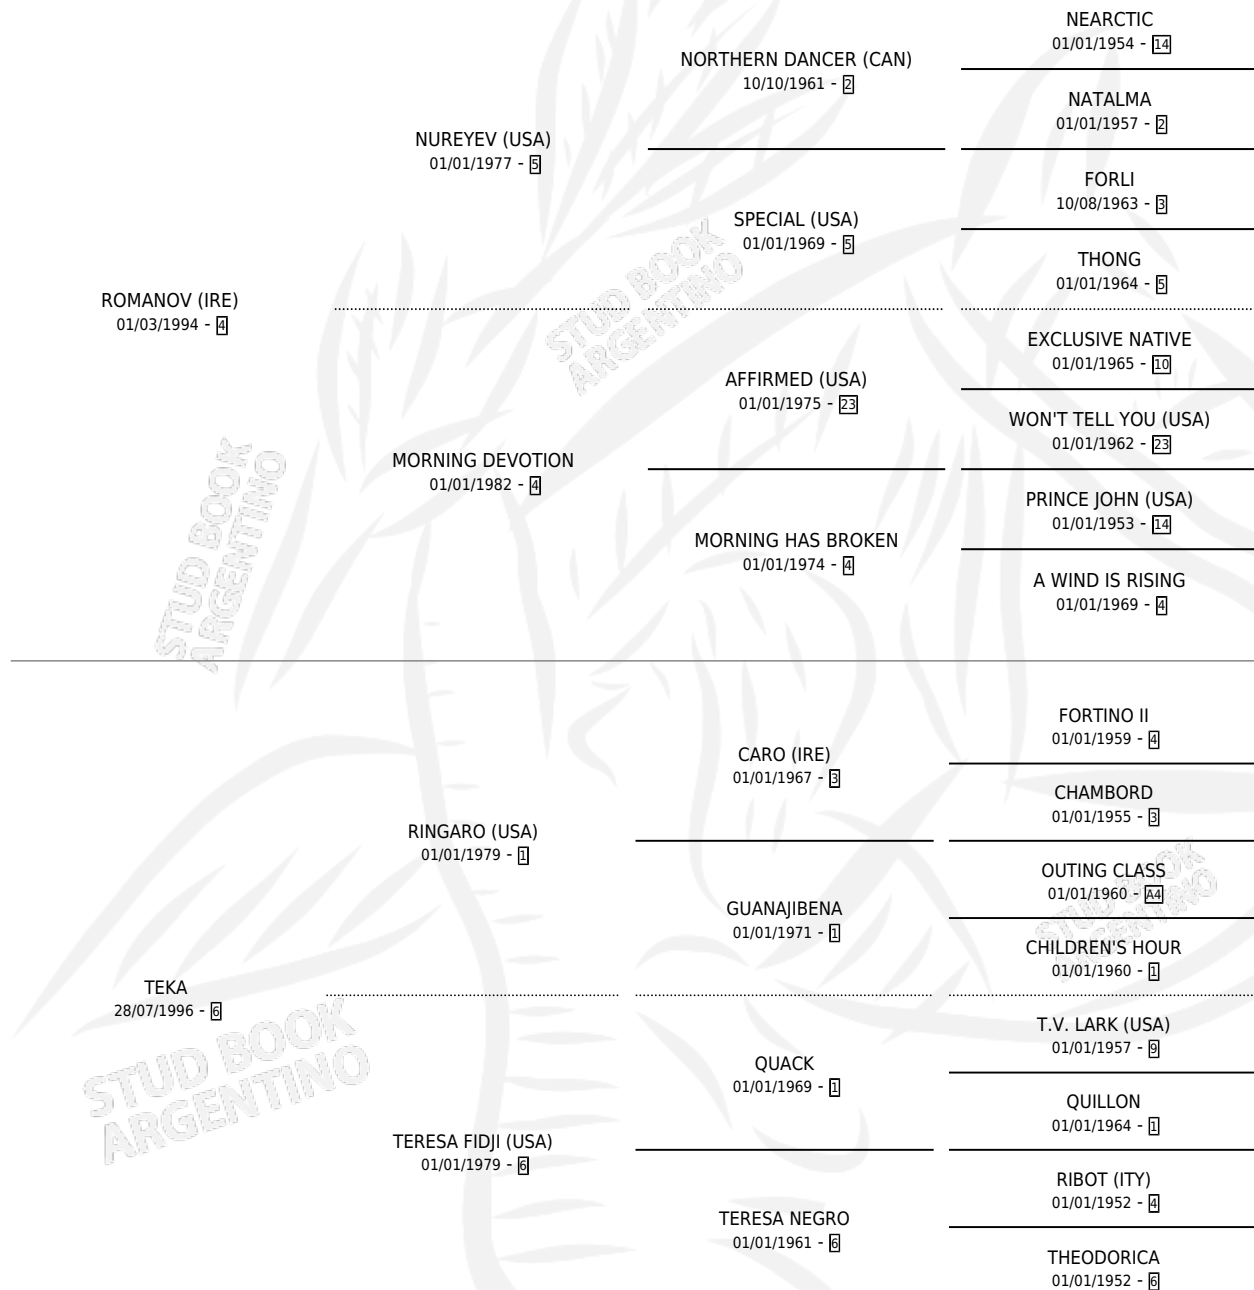 NEARCTIC
01/01/1954 - 14
NORTHERN DANCER (CAN)
10/10/1961 - 2
NATALMA
01/01/1957 - 2
NUREYEV (USA)
01/01/1977 - 5
FORLI
10/08/1963 - 3
SPECIAL (USA)
01/01/1969 - 5
THONG
01/01/1964 - 5
ROMANOV (IRE)
01/03/1994 - 4
EXCLUSIVE NATIVE
01/01/1965 - 10
AFFIRMED (USA)
01/01/1975 - 23
WON'T TELL YOU (USA)
01/01/1962 - 23
MORNING DEVOTION
01/01/1982 - 4
PRINCE JOHN (USA)
01/01/1953 - 14
MORNING HAS BROKEN
01/01/1974 - 4
A WIND IS RISING
01/01/1969 - 4
FORTINO II
01/01/1959 - 4
CARO (IRE)
01/01/1967 - 3
CHAMBORD
01/01/1955 - 3
RINGARO (USA)
01/01/1979 - 1
OUTING CLASS
01/01/1960 - A4
GUANAJIBENA
01/01/1971 - 1
CHILDREN'S HOUR
01/01/1960 - 1
TEKA
28/07/1996 - 6
T.V. LARK (USA)
01/01/1957 - 9
QUACK
01/01/1969 - 1
QUILLON
01/01/1964 - 1
TERESA FIDJI (USA)
01/01/1979 - 6
RIBOT (ITY)
01/01/1952 - 4
TERESA NEGRO
01/01/1961 - 6
THEODORICA
01/01/1952 - 6
STUD BOOK
ARGENTINO
STUD BOOK
ARGENTINO
STUD BOOK
ARGENTINO
STUD BOOK
ARGENTINO